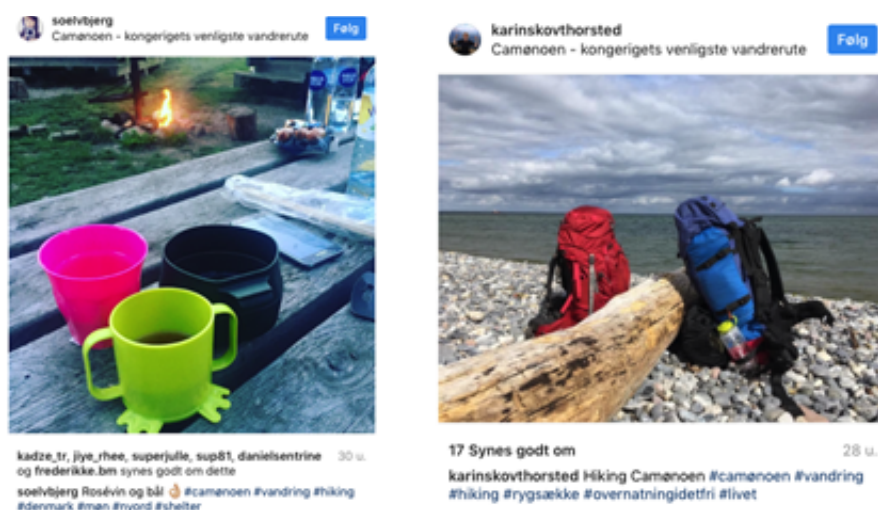 soelvbjerg
Camønoen - kongerigets venligste vandrerute
Følg
kadze_tr, jiye_rhee, superjulle, sup81, danielsentrine
30 u.
og frederikke.bm synes godt om dette
soelvbjerg Rosévin og bål 👌 #camønoen #vandring #hiking
#denmark #møn #nyord #shelter
karinskovthorsted
Camønoen - kongerigets venligste vandrerute
Følg
17 Synes godt om
28 u.
karinskovthorsted Hiking Camønoen #camønoen #vandring
#hiking #rygsække #overnatningidetfri #livet